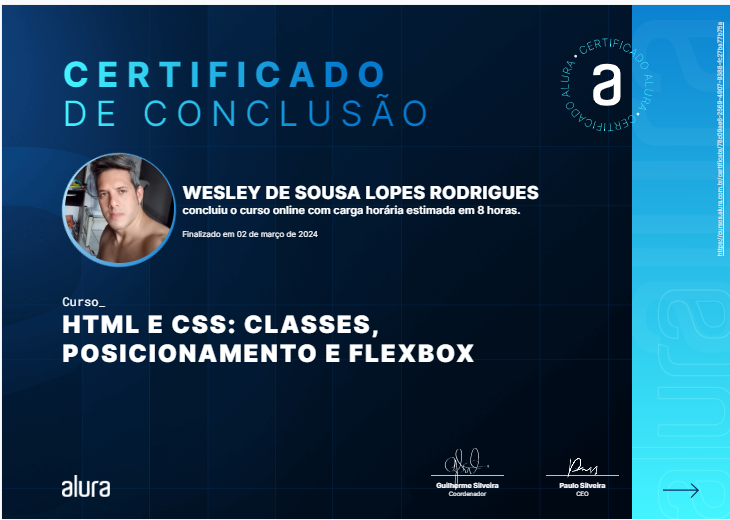 CERTIFICADO
DE CONCLUSÃO
CERTIFICADO ALURA • CERTIFICADO ALURA •
a
WESLEY DE SOUSA LOPES RODRIGUES
concluiu o curso online com carga horária estimada em 8 horas.
Finalizado em 02 de março de 2024
Curso_
HTML E CSS: CLASSES,
POSICIONAMENTO E FLEXBOX
alura
Guilherme Silveira
Coordenador
Paulo Silveira
CEO
alura